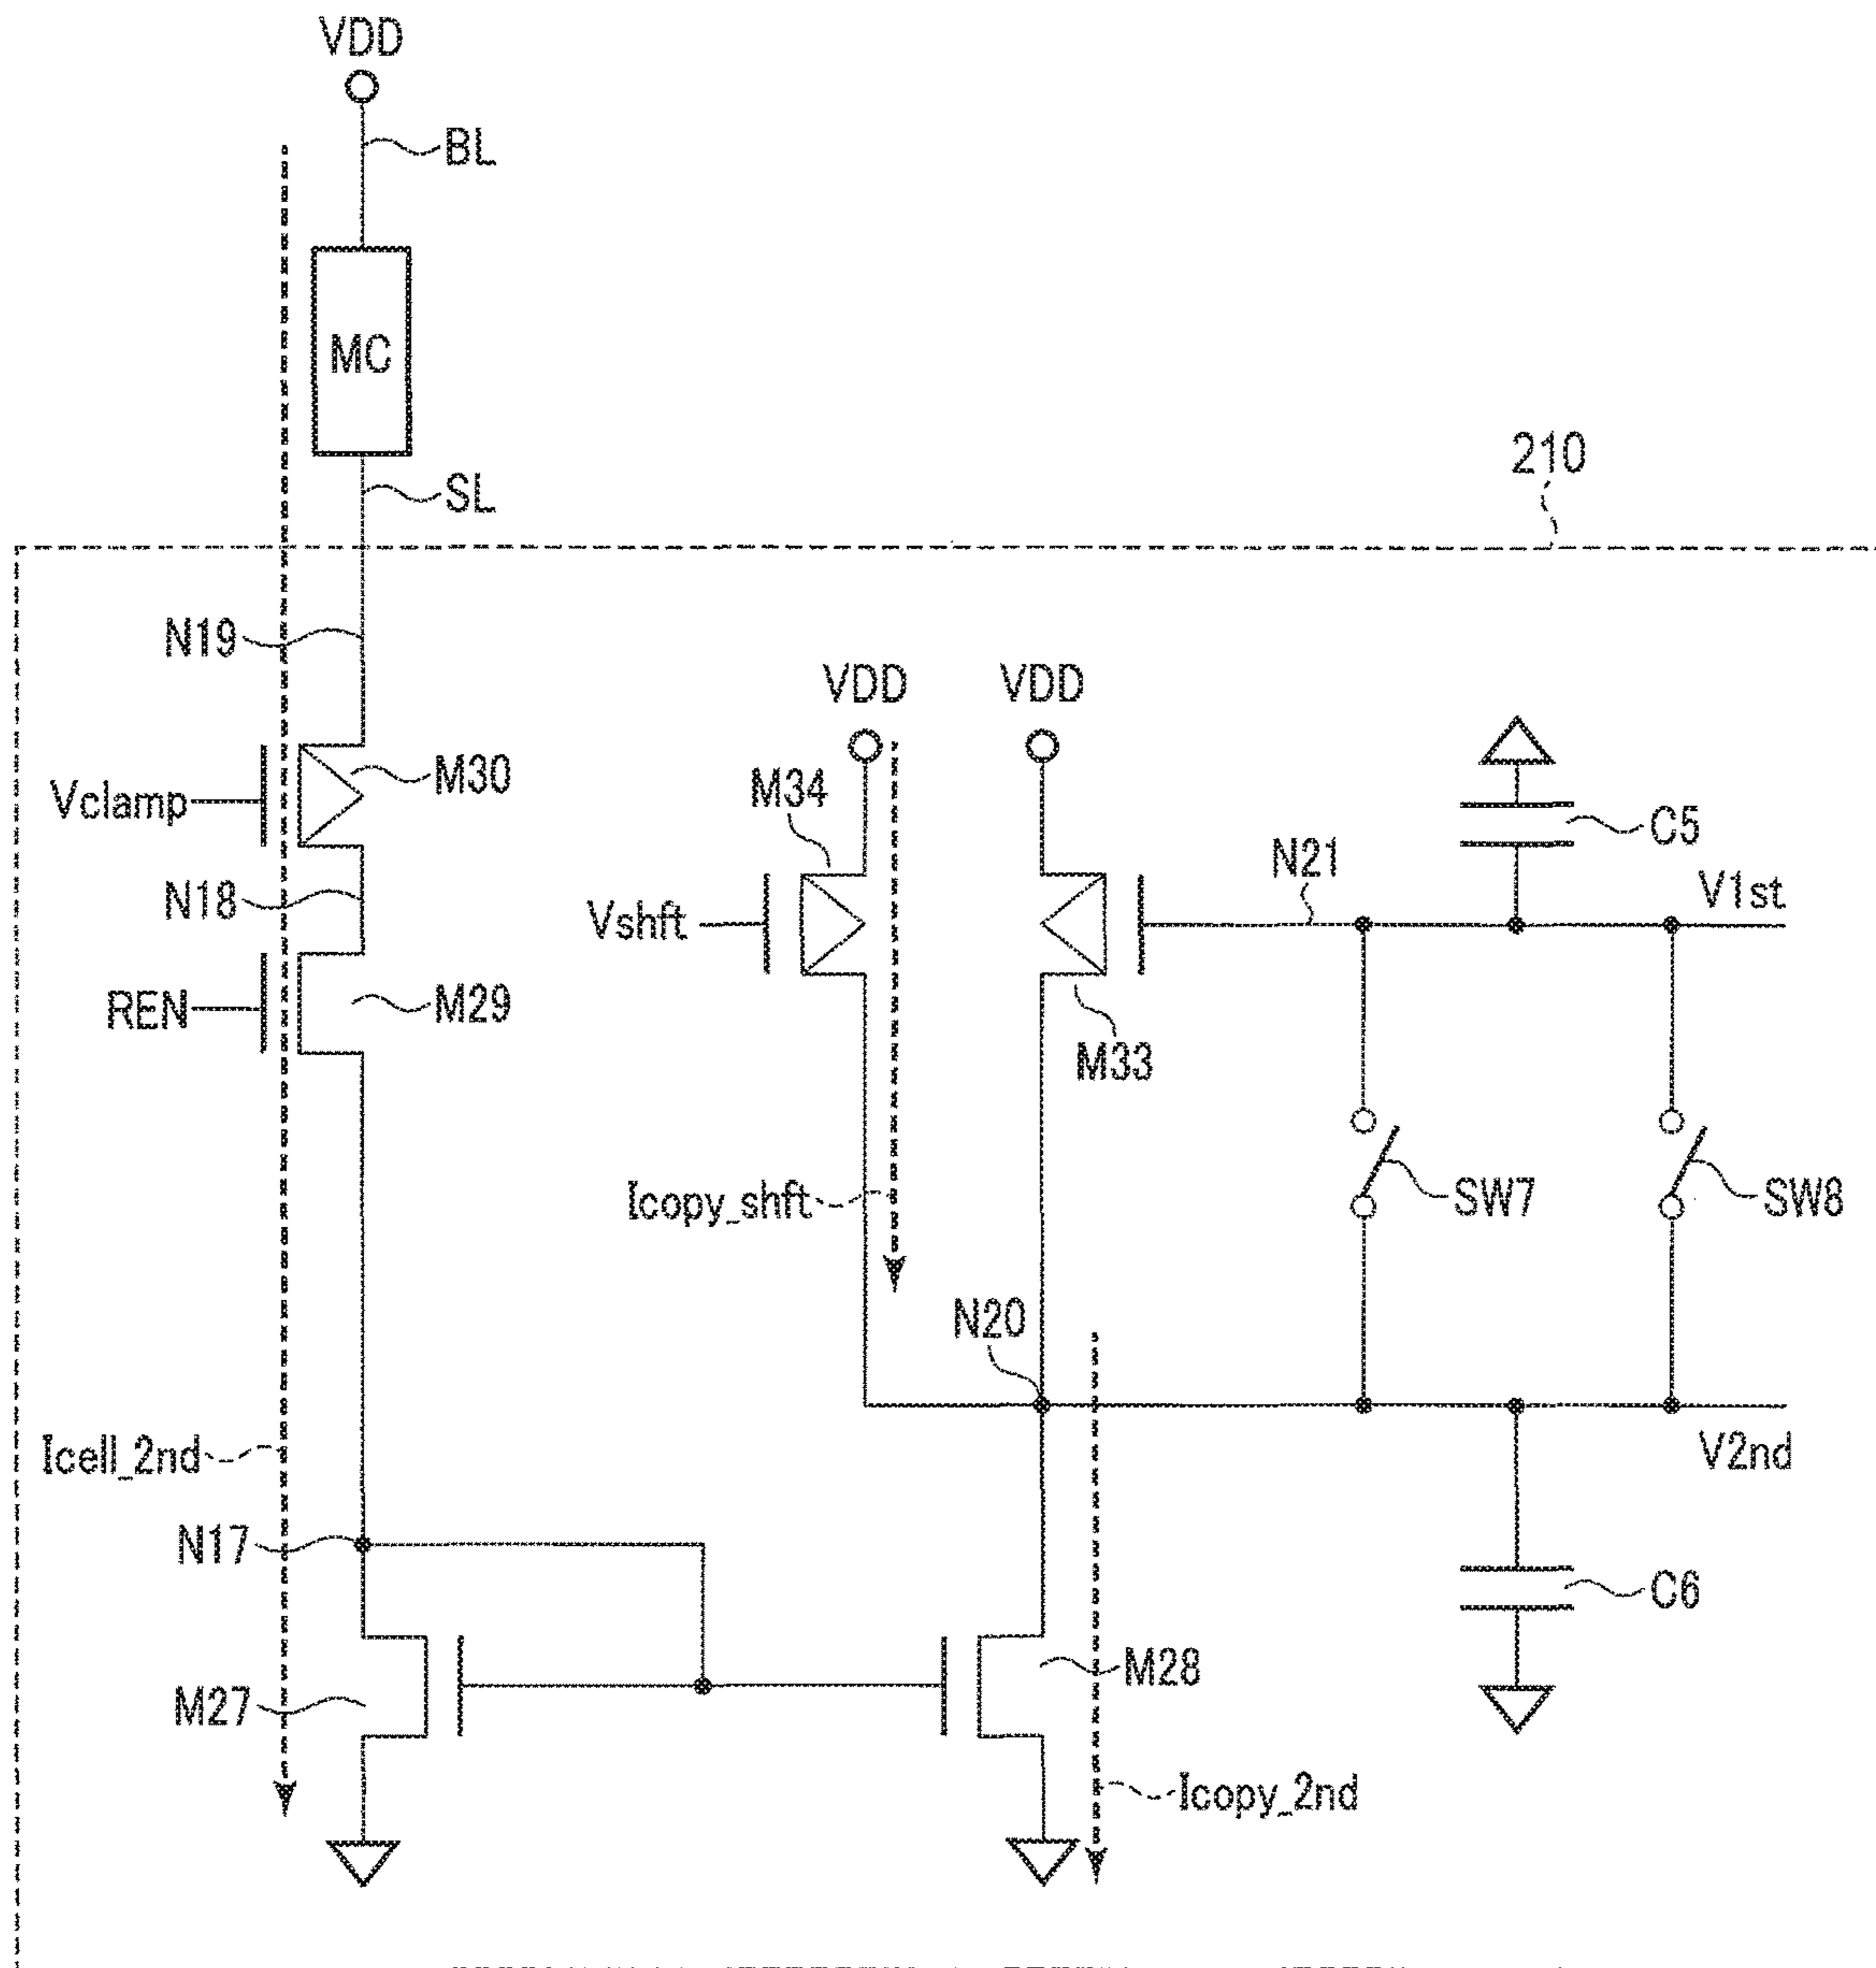 VDD
BL
MC
SL
210
N19
VDD
VDD
Vclamp
M30
M34
C5
N18
N21
V1st
Vshft
REN
M29
M33
Icopy_shft
SW7
SW8
N20
Icell_2nd
V2nd
N17
C6
M27
M28
Icopy_2nd